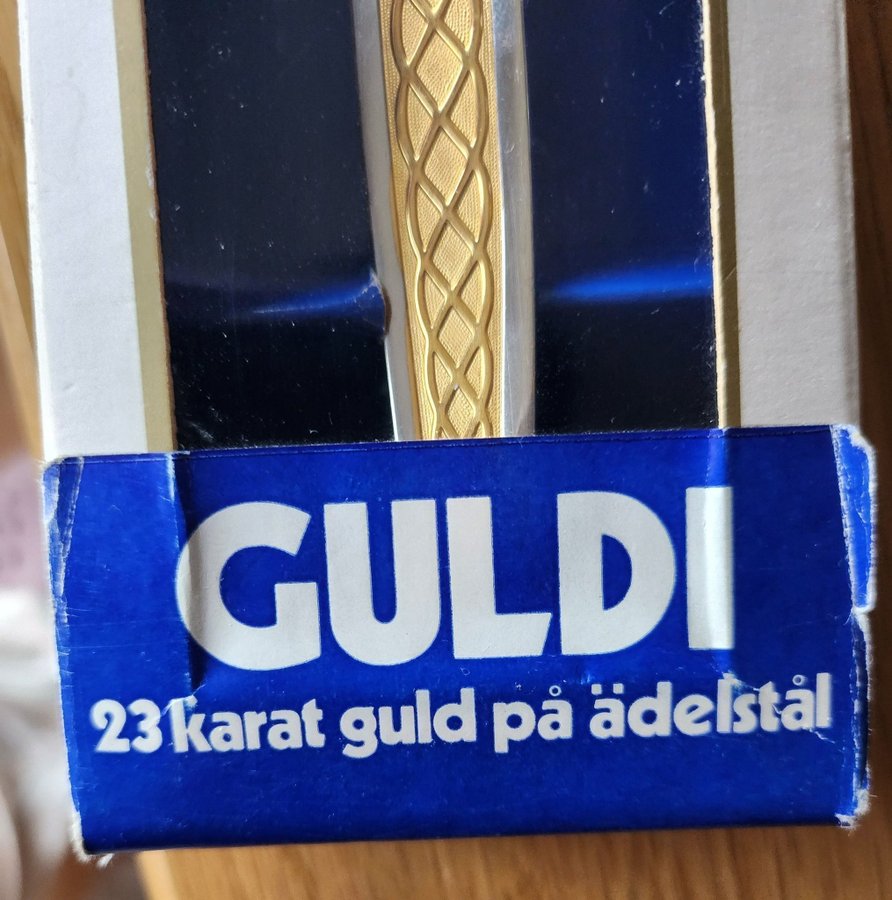 GULDI
23 karat guld på ädelstål